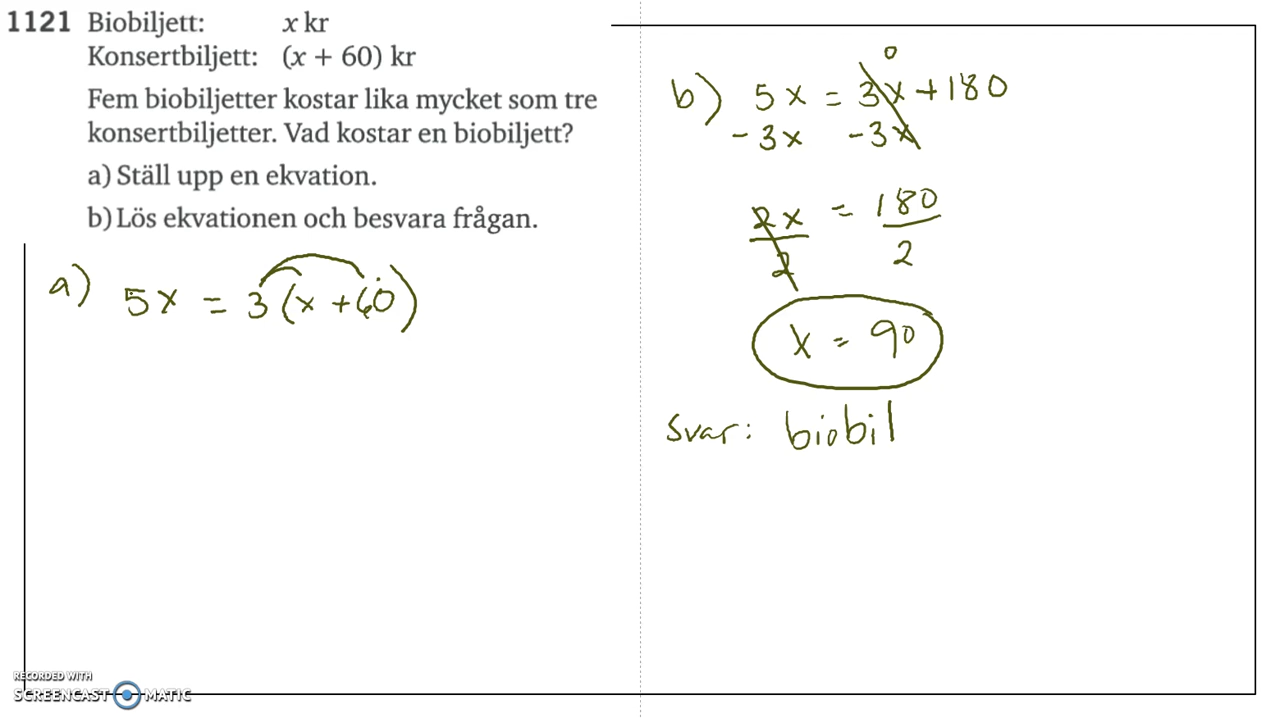 1121 Biobiljett: x kr
Konsertbiljett: (x + 60) kr
Fem biobiljetter kostar lika mycket som tre
konsertbiljetter. Vad kostar en biobiljett?
a) Ställ upp en ekvation.
b) Lös ekvationen och besvara frågan.
a) 5x = 3(x + 60)
0
b) 5x = 3x + 180
-3x -3x
2x/2 = 180/2
x = 90
Svar: biobil
RECORDED WITH
SCREENCAST MATIC